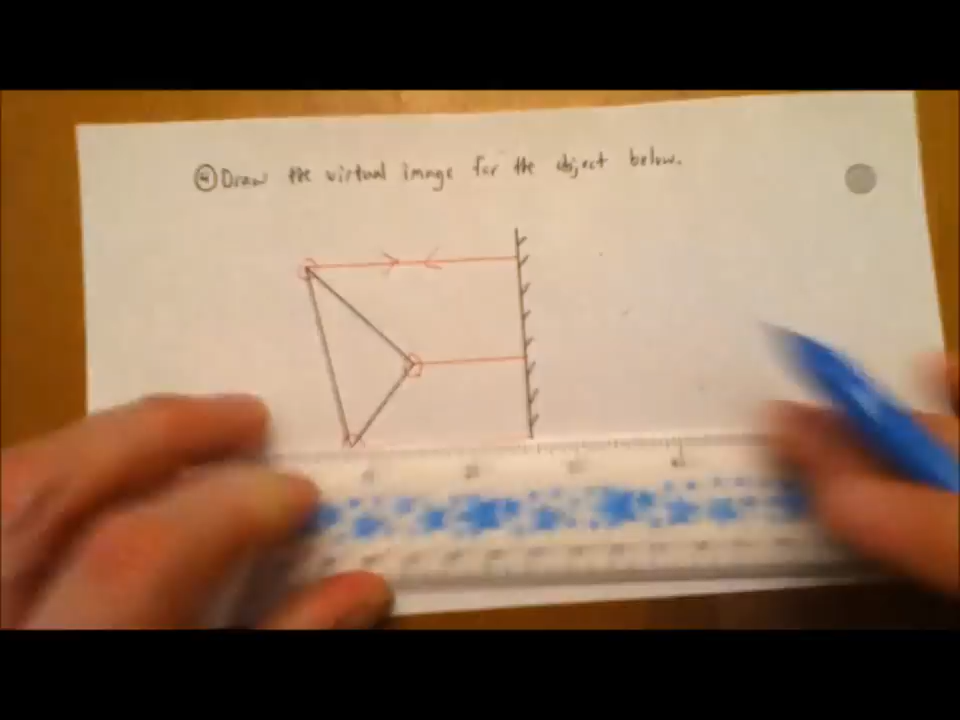 ④ Draw the virtual image for the object below.